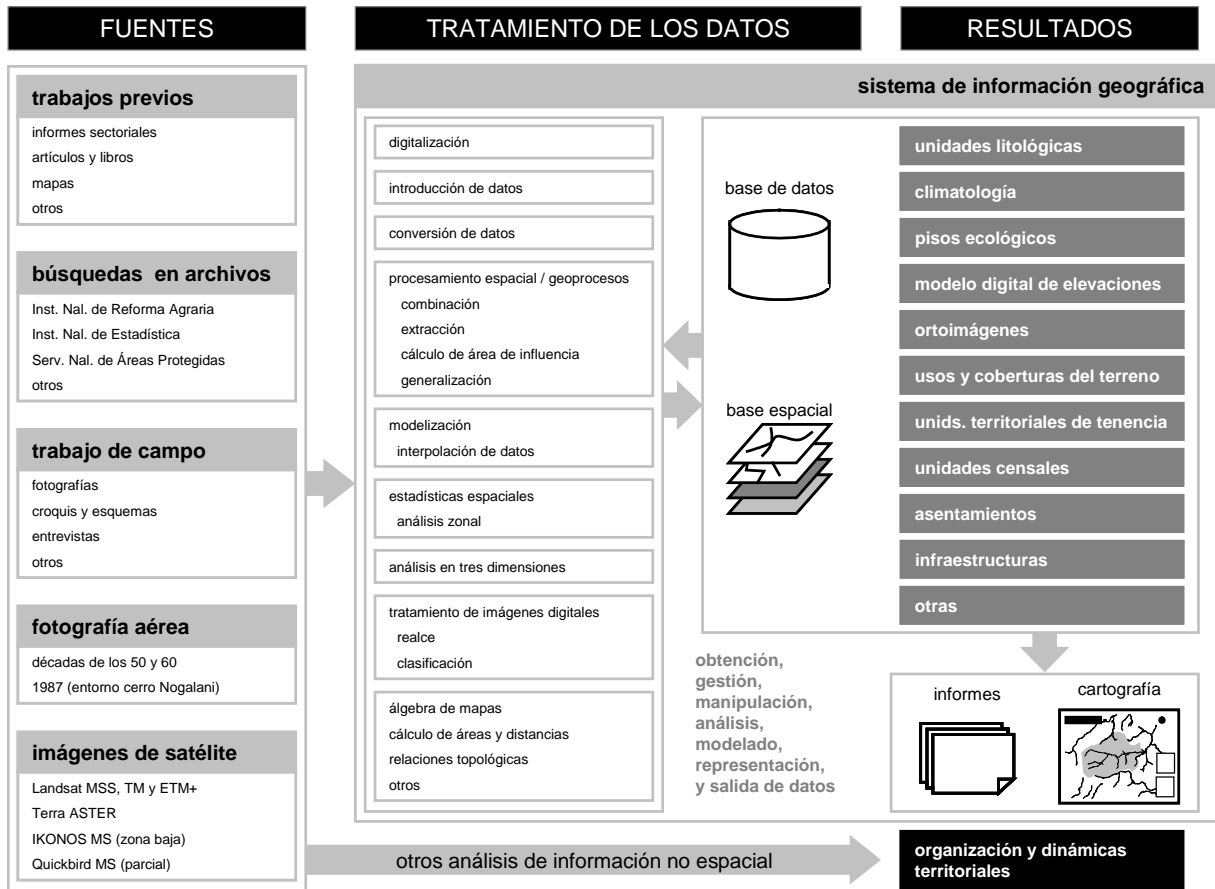 FUENTES
TRATAMIENTO DE LOS DATOS
RESULTADOS
trabajos previos
informes sectoriales
artículos y libros
mapas
otros
búsquedas en archivos
Inst. Nal. de Reforma Agraria
Inst. Nal. de Estadística
Serv. Nal. de Áreas Protegidas
otros
trabajo de campo
fotografías
croquis y esquemas
entrevistas
otros
fotografía aérea
décadas de los 50 y 60
1987 (entorno cerro Nogalani)
imágenes de satélite
Landsat MSS, TM y ETM+
Terra ASTER
IKONOS MS (zona baja)
Quickbird MS (parcial)
sistema de información geográfica
digitalización
introducción de datos
conversión de datos
procesamiento espacial / geoprocesos
combinación
extracción
cálculo de área de influencia
generalización
modelización
interpolación de datos
estadísticas espaciales
análisis zonal
análisis en tres dimensiones
tratamiento de imágenes digitales
realce
clasificación
álgebra de mapas
cálculo de áreas y distancias
relaciones topológicas
otros
base de datos
base espacial
unidades litológicas
climatología
pisos ecológicos
modelo digital de elevaciones
ortoimágenes
usos y coberturas del terreno
unids. territoriales de tenencia
unidades censales
asentamientos
infraestructuras
otras
obtención,
gestión,
manipulación,
análisis,
modelado,
representación,
y salida de datos
informes
cartografía
otros análisis de información no espacial
organización y dinámicas
territoriales